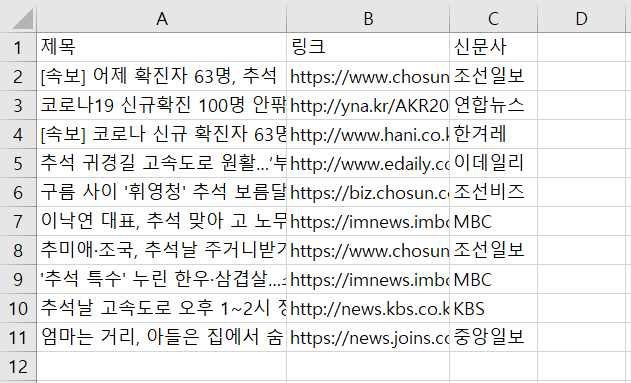 A B C D
1 제목 링크 신문사
2 [속보] 어제 확진자 63명, 추석 https://www.chosun 조선일보
3 코로나19 신규확진 100명 안팎 http://yna.kr/AKR20 연합뉴스
4 [속보] 코로나 신규 확진자 63명 http://www.hani.co.k 한겨레
5 추석 귀경길 고속도로 원활…'부 http://www.edaily.co 이데일리
6 구름 사이 '휘영청' 추석 보름달 https://biz.chosun.co 조선비즈
7 이낙연 대표, 추석 맞아 고 노무 https://imnews.imbc MBC
8 추미애·조국, 추석날 주거니받기 https://www.chosun 조선일보
9 '추석 특수' 누린 한우·삼겹살… https://imnews.imbc MBC
10 추석날 고속도로 오후 1~2시 정 http://news.kbs.co.k KBS
11 엄마는 거리, 아들은 집에서 숨 https://news.joins.co 중앙일보
12